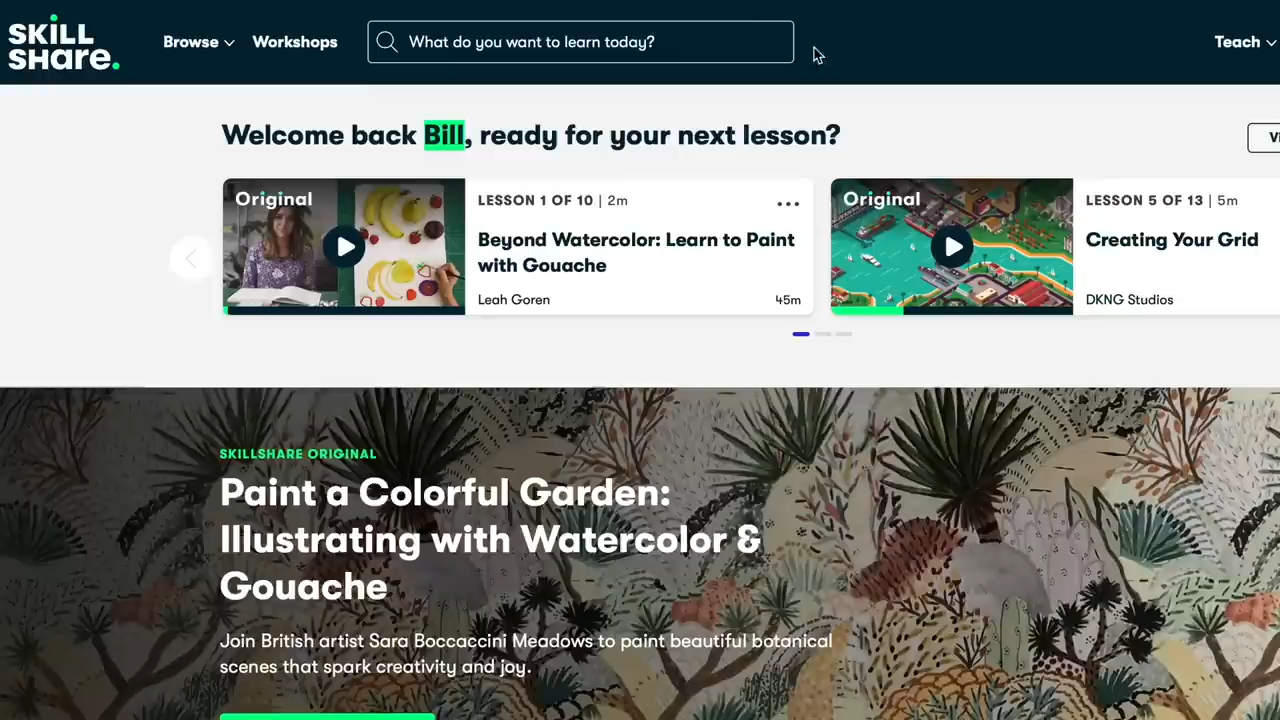 SKILL
SHare.
Browse
Workshops
What do you want to learn today?
Teach
Welcome back Bill, ready for your next lesson?
Original
LESSON 1 OF 10 | 2m
Beyond Watercolor: Learn to Paint
with Gouache
Leah Goren
45m
Original
LESSON 5 OF 13 | 5m
Creating Your Grid
DKNG Studios
SKILLSHARE ORIGINAL
Paint a Colorful Garden:
Illustrating with Watercolor &
Gouache
Join British artist Sara Boccaccini Meadows to paint beautiful botanical
scenes that spark creativity and joy.